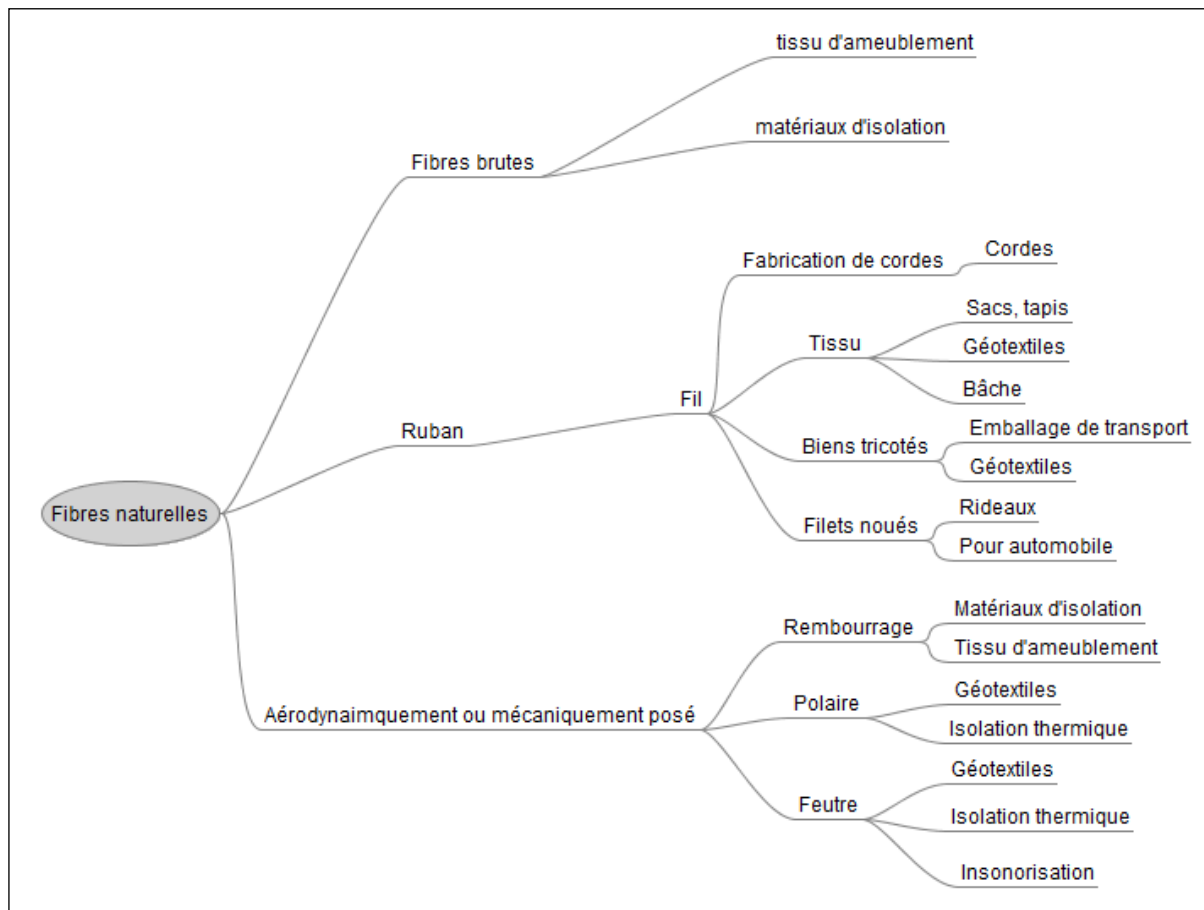 tissu d'ameublement
matériaux d'isolation
Fibres brutes
Cordes
Fabrication de cordes
Sacs, tapis
Tissu
Géotextiles
Bâche
Fil
Emballage de transport
Ruban
Biens tricotés
Géotextiles
Fibres naturelles
Rideaux
Filets noués
Pour automobile
Matériaux d'isolation
Rembourrage
Tissu d'ameublement
Géotextiles
Polaire
Aérodynaimquement ou mécaniquement posé
Isolation thermique
Géotextiles
Feutre
Isolation thermique
Insonorisation